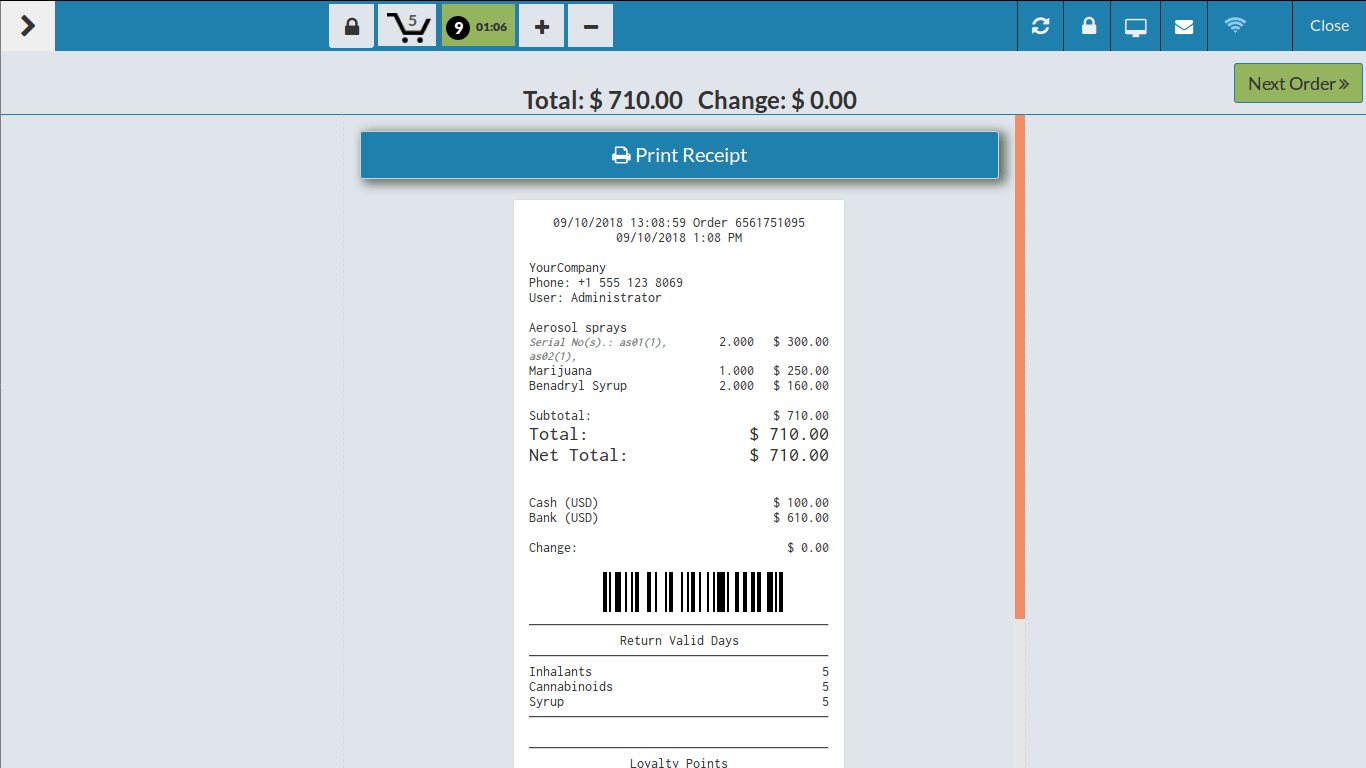 5
9 01:06
Close
Next Order
Total: $ 710.00 Change: $ 0.00
Print Receipt
09/10/2018 13:08:59 Order 6561751095
09/10/2018 1:08 PM
YourCompany
Phone: +1 555 123 8069
User: Administrator
Aerosol sprays
Serial No(s).: as01(1), 2.000 $ 300.00
as02(1),
Marijuana 1.000 $ 250.00
Benadryl Syrup 2.000 $ 160.00
Subtotal: $ 710.00
Total: $ 710.00
Net Total: $ 710.00
Cash (USD) $ 100.00
Bank (USD) $ 610.00
Change: $ 0.00
Return Valid Days
Inhalants 5
Cannabinoids 5
Syrup 5
Loyalty Points